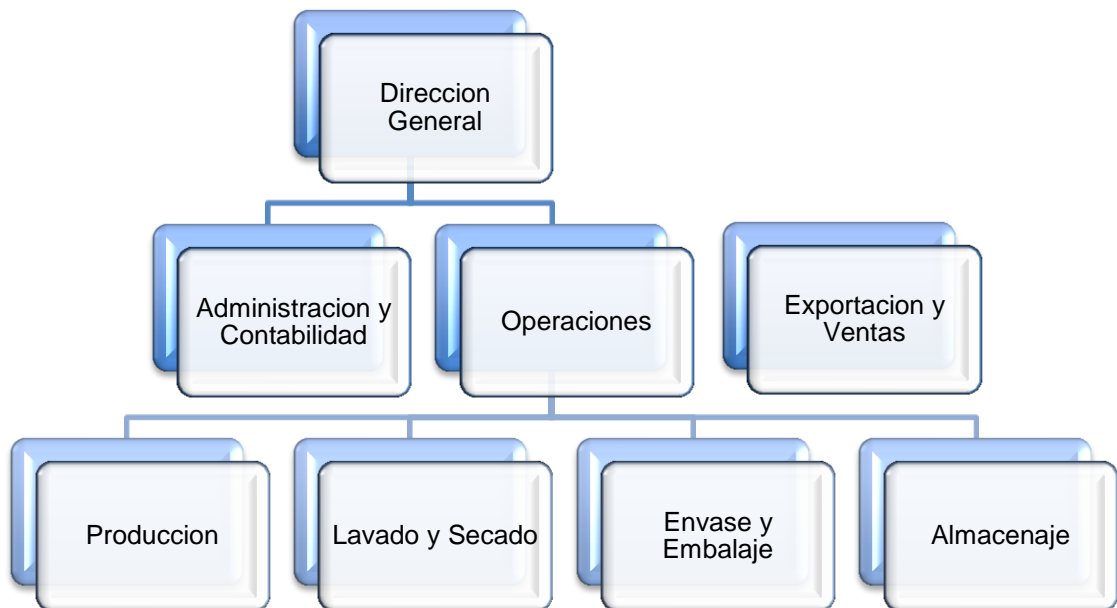 Direccion
General
Administracion y
Contabilidad
Operaciones
Exportacion y
Ventas
Produccion
Lavado y Secado
Envase y
Embalaje
Almacenaje